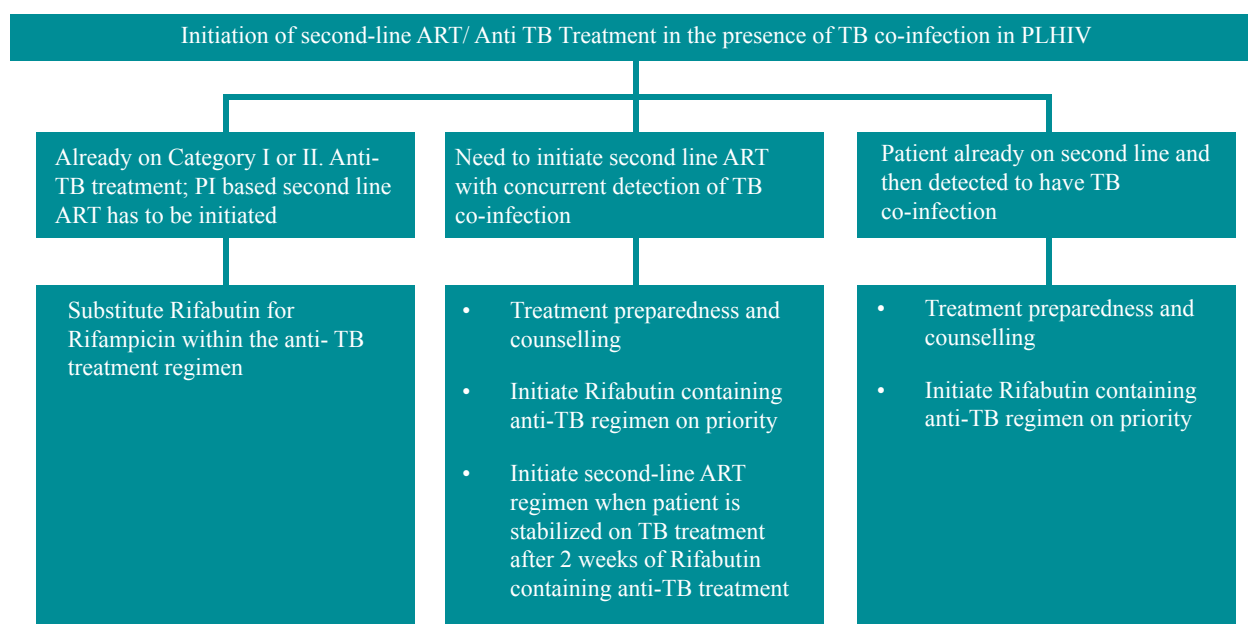 Initiation of second-line ART/ Anti TB Treatment in the presence of TB co-infection in PLHIV
Already on Category I or II. Anti-
TB treatment; PI based second line
ART has to be initiated
Need to initiate second line ART
with concurrent detection of TB
co-infection
Patient already on second line and
then detected to have TB
co-infection
Substitute Rifabutin for
Rifampicin within the anti- TB
treatment regimen
• Treatment preparedness and
counselling
• Initiate Rifabutin containing
anti-TB regimen on priority
• Initiate second-line ART
regimen when patient is
stabilized on TB treatment
after 2 weeks of Rifabutin
containing anti-TB treatment
• Treatment preparedness and
counselling
• Initiate Rifabutin containing
anti-TB regimen on priority